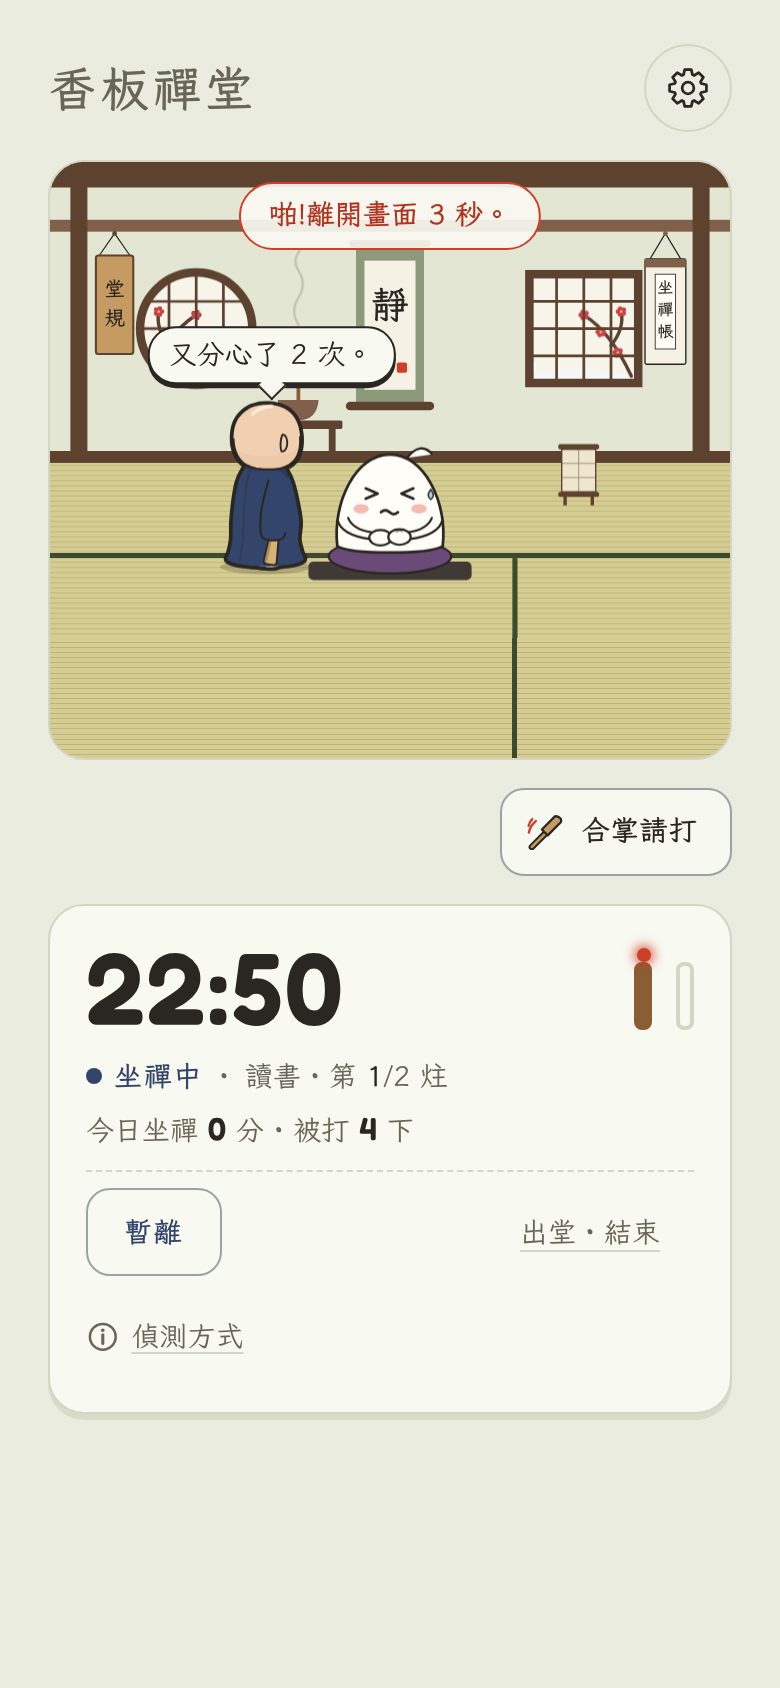 香板禪堂
啪!離開畫面 3 秒。
堂規
靜
坐禪帳
又分心了 2 次。
合掌請打
22:50
坐禪中 · 讀書·第 1/2 炷
今日坐禪 0 分·被打 4 下
暫離
出堂·結束
偵測方式